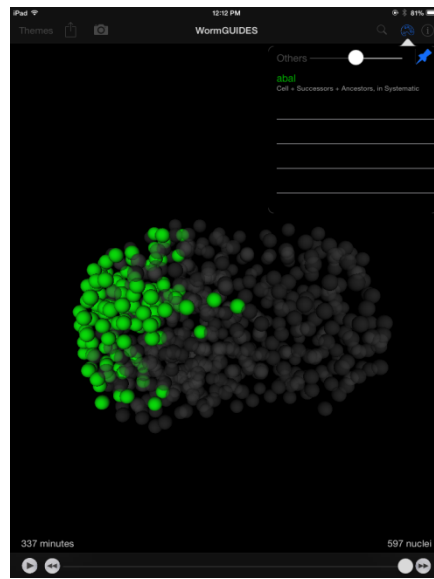 iPad 12:12 PM 81%
Themes WormGUIDES
Others
abal
Cell + Successors + Ancestors, in Systematic
337 minutes 597 nuclei